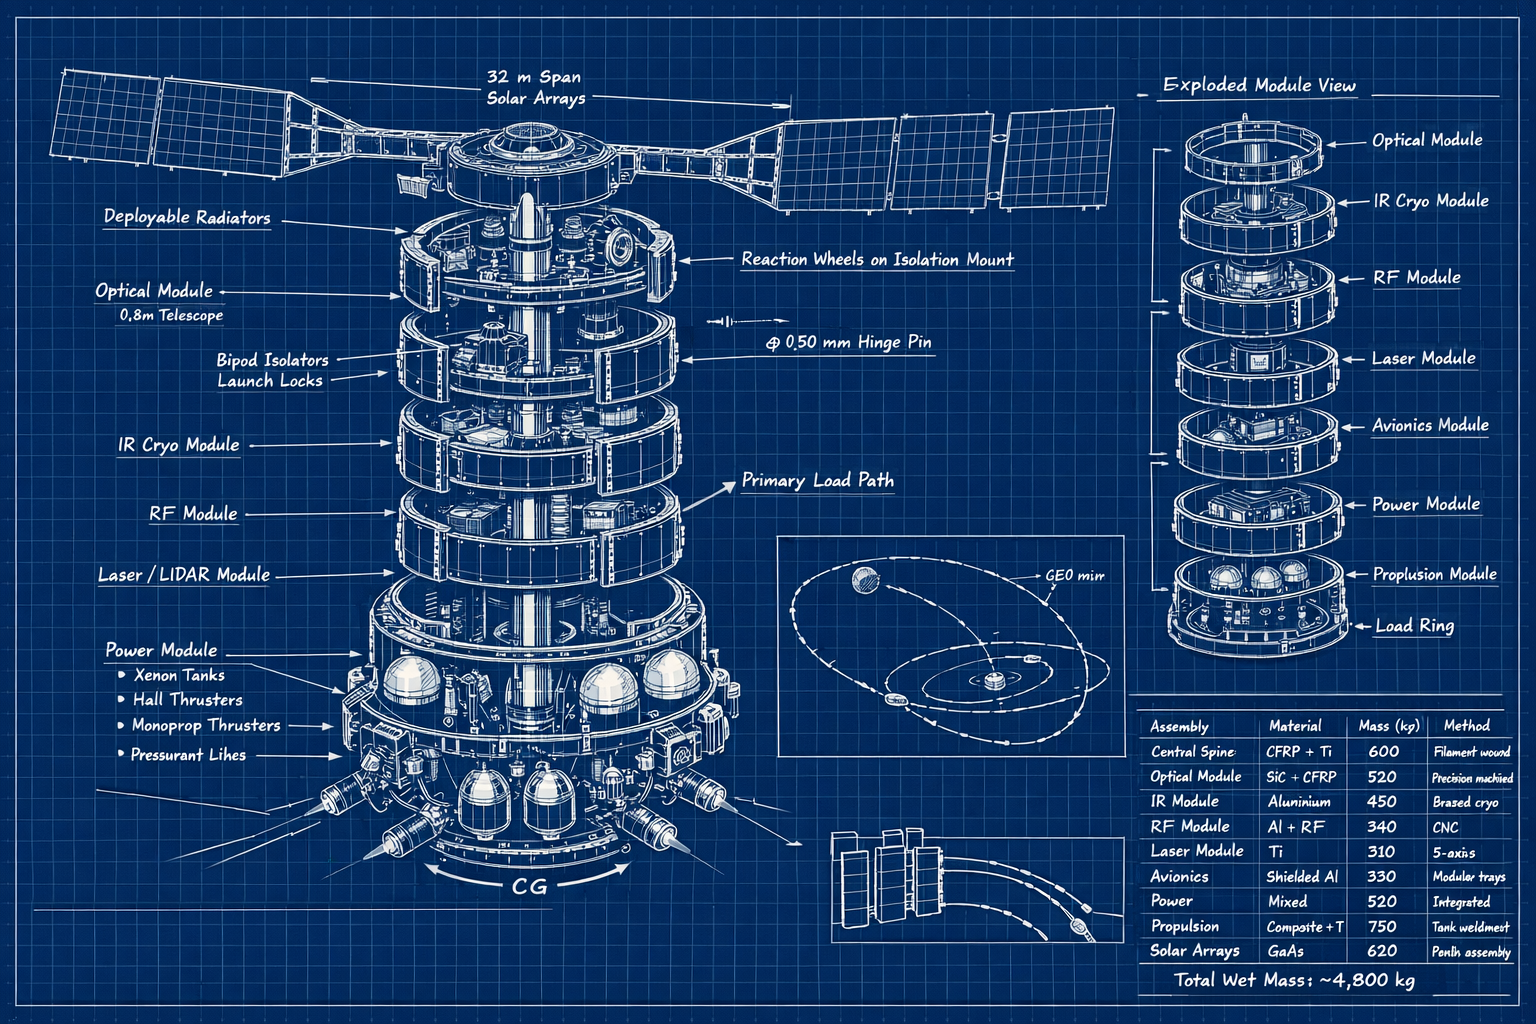 32 m Span
Solar Arrays
Deployable Radiators
Optical Module
0.8m Telescope
Bipod Isolators
Launch Locks
IR Cryo Module
RF Module
Laser / LIDAR Module
Power Module
• Xenon Tanks
• Hall Thrusters
• Monoprop Thrusters
• Pressurant Likes
Reaction Wheels on Isolation Mount
⌀ 0.50 mm Hinge Pin
Primary Load Path
CG
GEO mirr
Exploded Module View
Optical Module
IR Cryo Module
RF Module
Laser Module
Avionics Module
Power Module
Proplusion Module
Load Ring
Assembly Material Mass (kg) Method
Central Spine CFRP + Ti 600 Filament wound
Optical Module SiC + CFRP 520 Precision machined
IR Module Aluminium 450 Brased cryo
RF Module Al + RF 340 CNC
Laser Module Ti 310 5-axis
Avionics Shielded Al 330 Modular trays
Power Mixed 520 Integrated
Propulsion Composite + T 750 Tank weldment
Solar Arrays GaAs 620 assembly
Total Wet Mass: ~4,800 kg